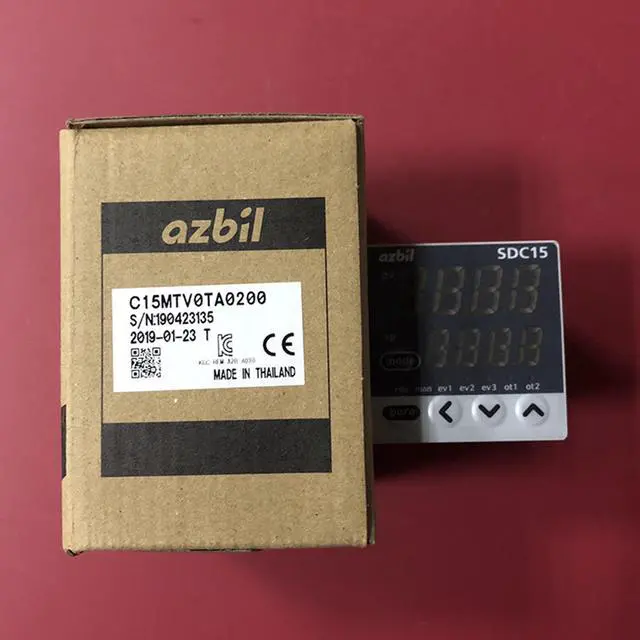 azbil
C15MTV0TA0200
S/N:190423135
2019-01-23 T
CE
MADE IN THAILAND
azbil
SDC15
mode
rdy man ev1 ev2 ev3 ot1 ot2
para